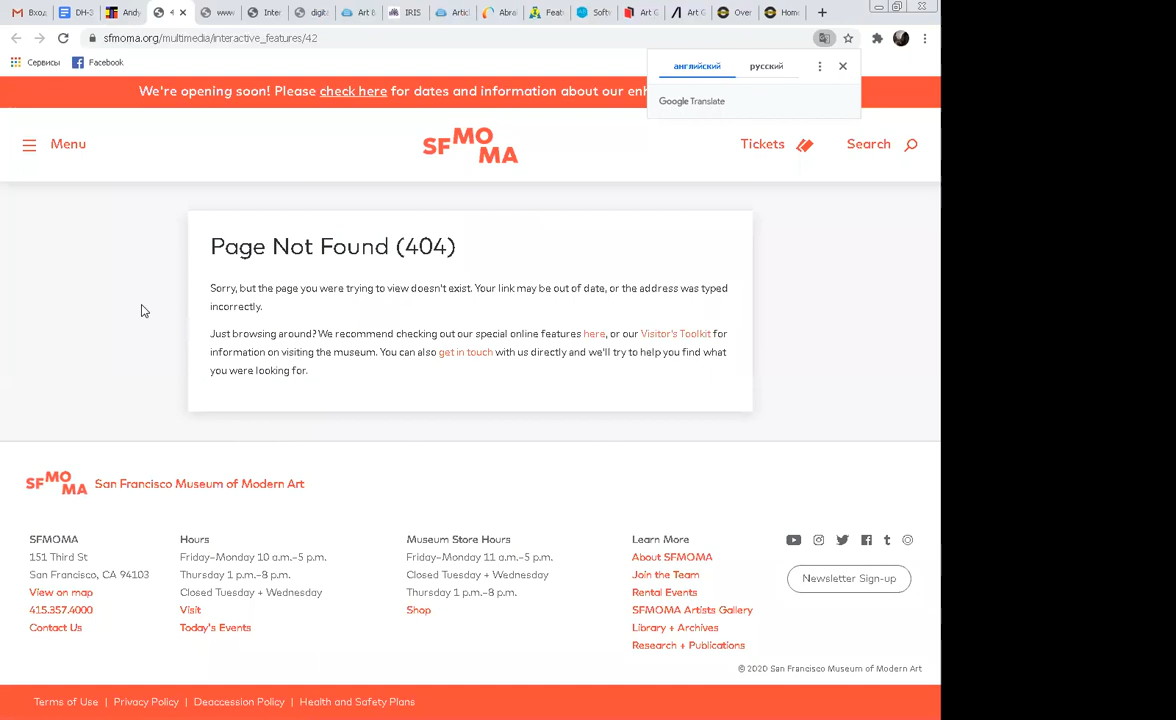 Вхо
DH-3
Andy
4
www
Inter
digit
Art B
IRIS
Artic
Abra
Feat
Soft
Art G
Art G
Over
Home
sfmoma.org/multimedia/interactive_features/42
Сервисы
Facebook
английский русский
Google Translate
We're opening soon! Please check here for dates and information about our enh
Menu
SFMOMA
Tickets
Search
Page Not Found (404)
Sorry, but the page you were trying to view doesn't exist. Your link may be out of date, or the address was typed
incorrectly.
Just browsing around? We recommend checking out our special online features here, or our Visitor's Toolkit for
information on visiting the museum. You can also get in touch with us directly and we'll try to help you find what
you were looking for.
SFMOMA San Francisco Museum of Modern Art
SFMOMA
151 Third St
San Francisco, CA 94103
View on map
415.357.4000
Contact Us
Hours
Friday–Monday 10 a.m.–5 p.m.
Thursday 1 p.m.–8 p.m.
Closed Tuesday + Wednesday
Visit
Today's Events
Museum Store Hours
Friday–Monday 11 a.m.–5 p.m.
Closed Tuesday + Wednesday
Thursday 1 p.m.–8 p.m.
Shop
Learn More
About SFMOMA
Join the Team
Rental Events
SFMOMA Artists Gallery
Library + Archives
Research + Publications
Newsletter Sign-up
© 2020 San Francisco Museum of Modern Art
Terms of Use | Privacy Policy | Deaccession Policy | Health and Safety Plans